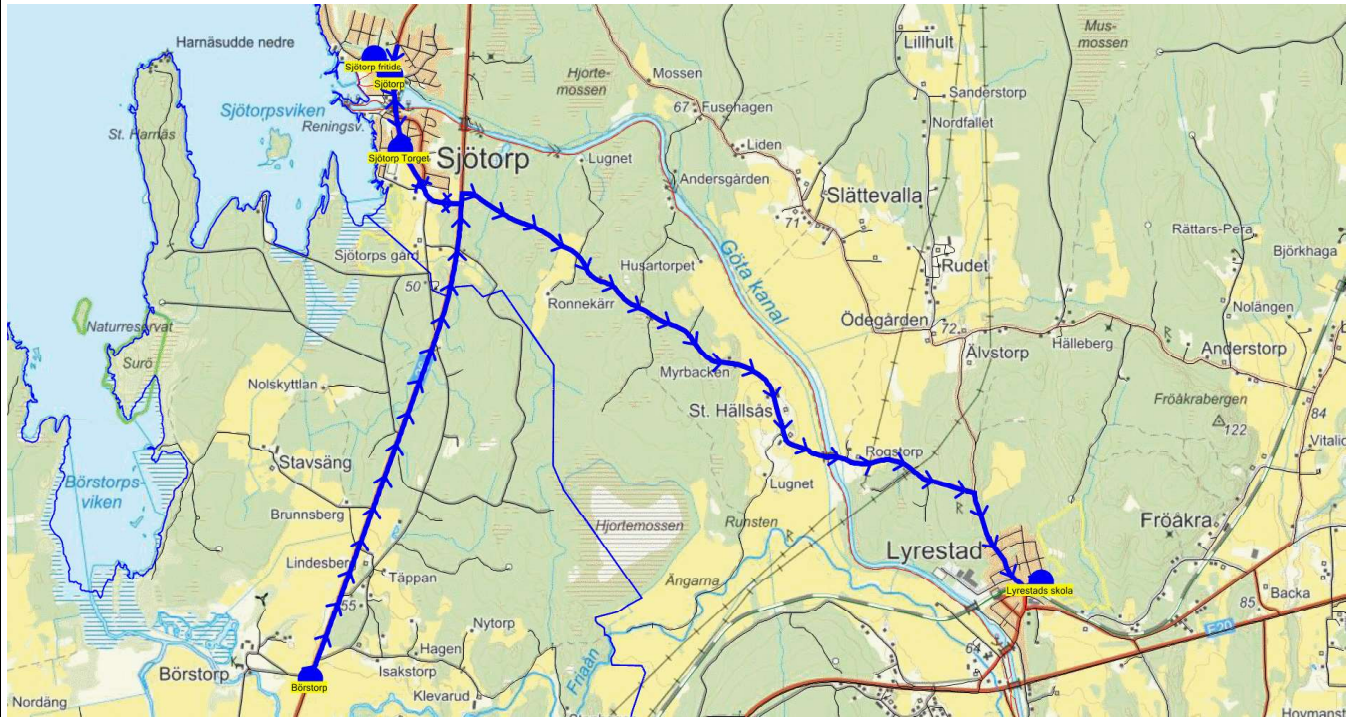 Harnäsudde nedre
Sjötorp fritids
Sjötorp
Sjötorpsviken
Reningsv.
St. Harnäs
Sjötorp Torget
Sjötorp
Hjorte-
mossen
Mossen
67
Fusehagen
Lillhult
Mus-
mossen
Sanderstorp
Nordfallet
Liden
Lugnet
Andersgården
Slättevalla
71
Göta kanal
Rättars-Pera
Björkhaga
Sjötorps gård
50
Husartorpet
Ronnekärr
Rudet
Nolängen
Ödegården
72
Älvstorp
Hälleberg
Anderstorp
Naturreservat
Surö
Nolskyttlan
Myrbacken
St. Hällsås
Fröåkrabergen
122
84
Stavsäng
Börstorps-
viken
Rogstorp
Lugnet
Brunnsberg
Hjortemossen
Runsten
Fröåkra
Lyrestad
Lindesberg
Täppan
55
Ängarna
Lyrestads skola
Backa
85
E20
Nytorp
Hagen
Isakstorp
Klevarud
Börstorp
Börstorp
Friaån
64
Nordäng